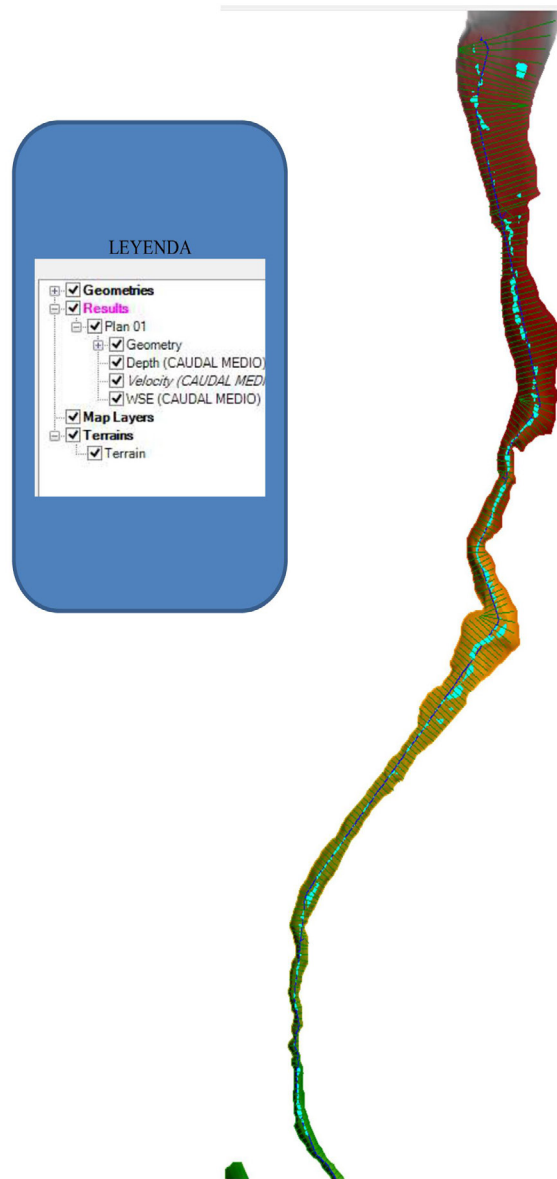 LEYENDA
Geometries
Results
Plan 01
Geometry
Depth (CAUDAL MEDIO)
Velocity (CAUDAL MEDI
WSE (CAUDAL MEDIO)
Map Layers
Terrains
Terrain